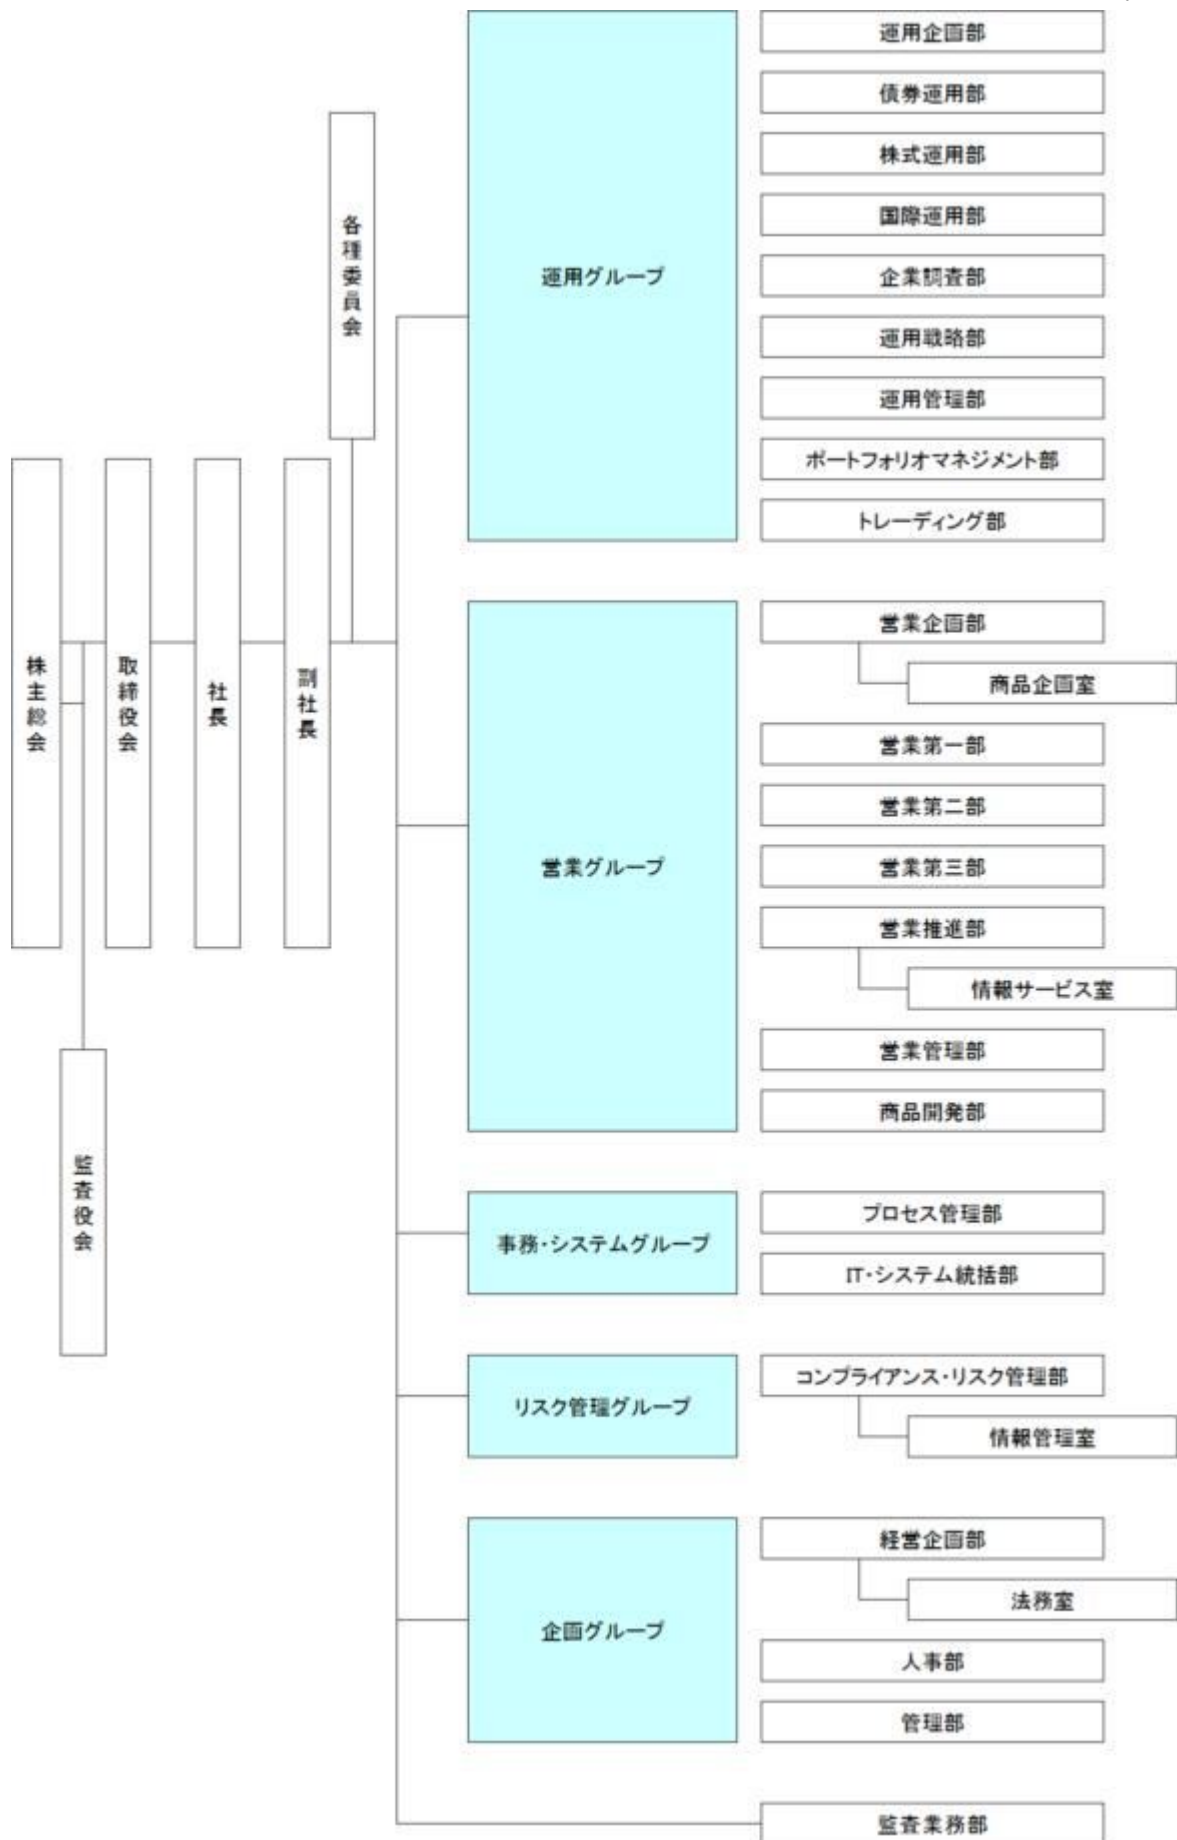 株主総会
監査役会
取締役会
社長
副社長
各種委員会
運用グループ
運用企画部
債券運用部
株式運用部
国際運用部
企業調査部
運用戦略部
運用管理部
ポートフォリオマネジメント部
トレーディング部
営業グループ
営業企画部
商品企画室
営業第一部
営業第二部
営業第三部
営業推進部
情報サービス室
営業管理部
商品開発部
事務・システムグループ
プロセス管理部
IT・システム統括部
リスク管理グループ
コンプライアンス・リスク管理部
情報管理室
企画グループ
経営企画部
法務室
人事部
管理部
監査業務部